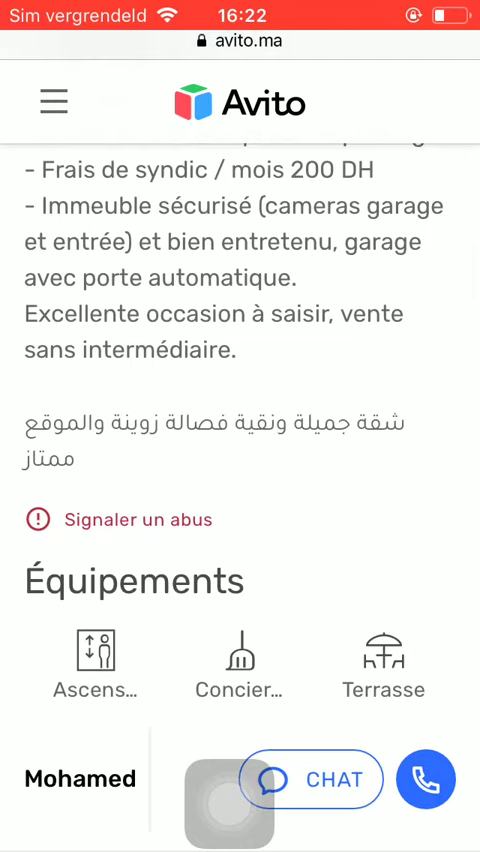 Sim vergrendeld
16:22
avito.ma
Avito
- Frais de syndic / mois 200 DH
- Immeuble sécurisé (cameras garage
et entrée) et bien entretenu, garage
avec porte automatique.
Excellente occasion à saisir, vente
sans intermédiaire.
شقة جميلة ونقية فصالة زوينة والموقع
ممتاز
Signaler un abus
Équipements
Ascens...
Concier...
Terrasse
Mohamed
CHAT